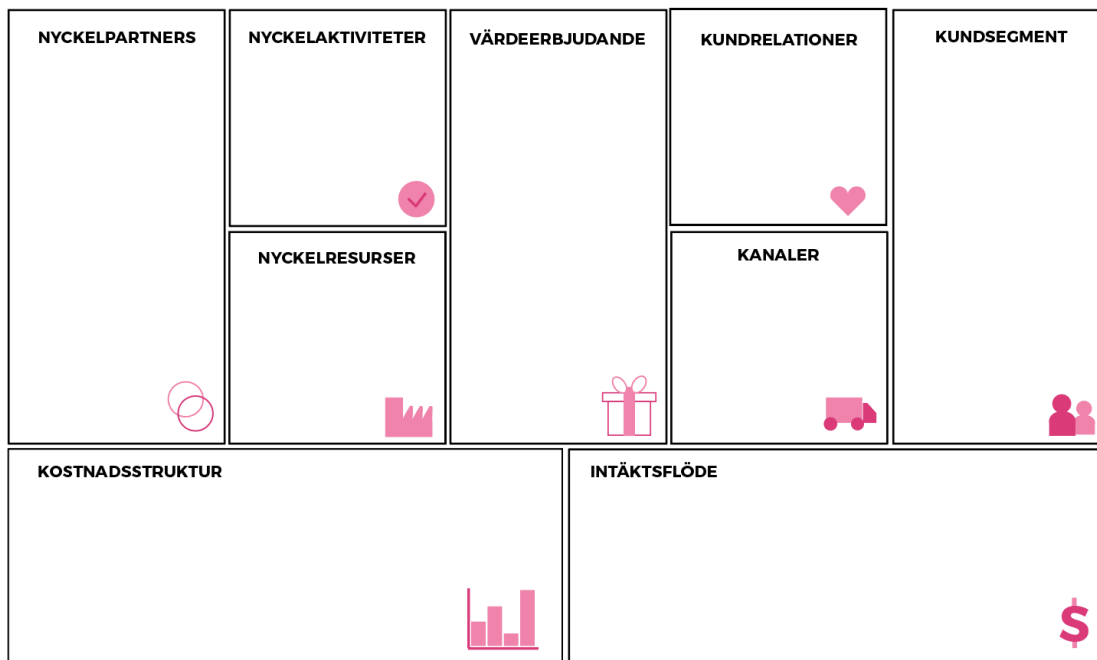 NYCKELPARTNERS
NYCKELAKTIVITETER
VÄRDEERBJUDANDE
KUNDRELATIONER
KUNDSEGMENT
NYCKELRESURSER
KANALER
KOSTNADSSTRUKTUR
INTÄKTSFLÖDE
$